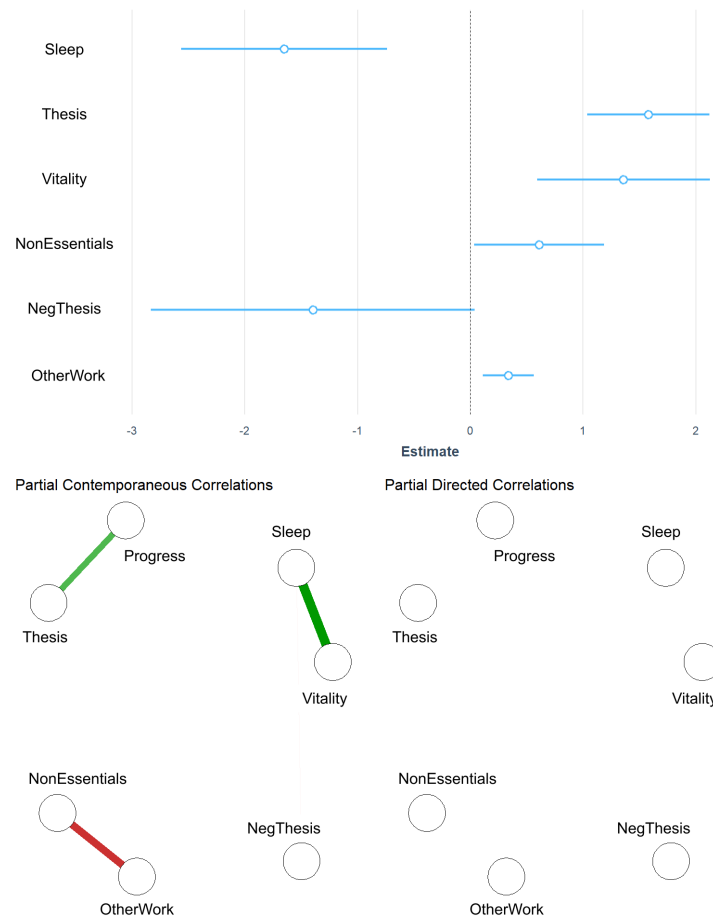 Sleep
Thesis
Vitality
NonEssentials
NegThesis
OtherWork
-3 -2 -1 0 1 2
Estimate
Partial Contemporaneous Correlations
Progress
Sleep
Thesis
Vitality
NonEssentials
NegThesis
OtherWork
Partial Directed Correlations
Progress
Sleep
Thesis
Vitality
NonEssentials
NegThesis
OtherWork